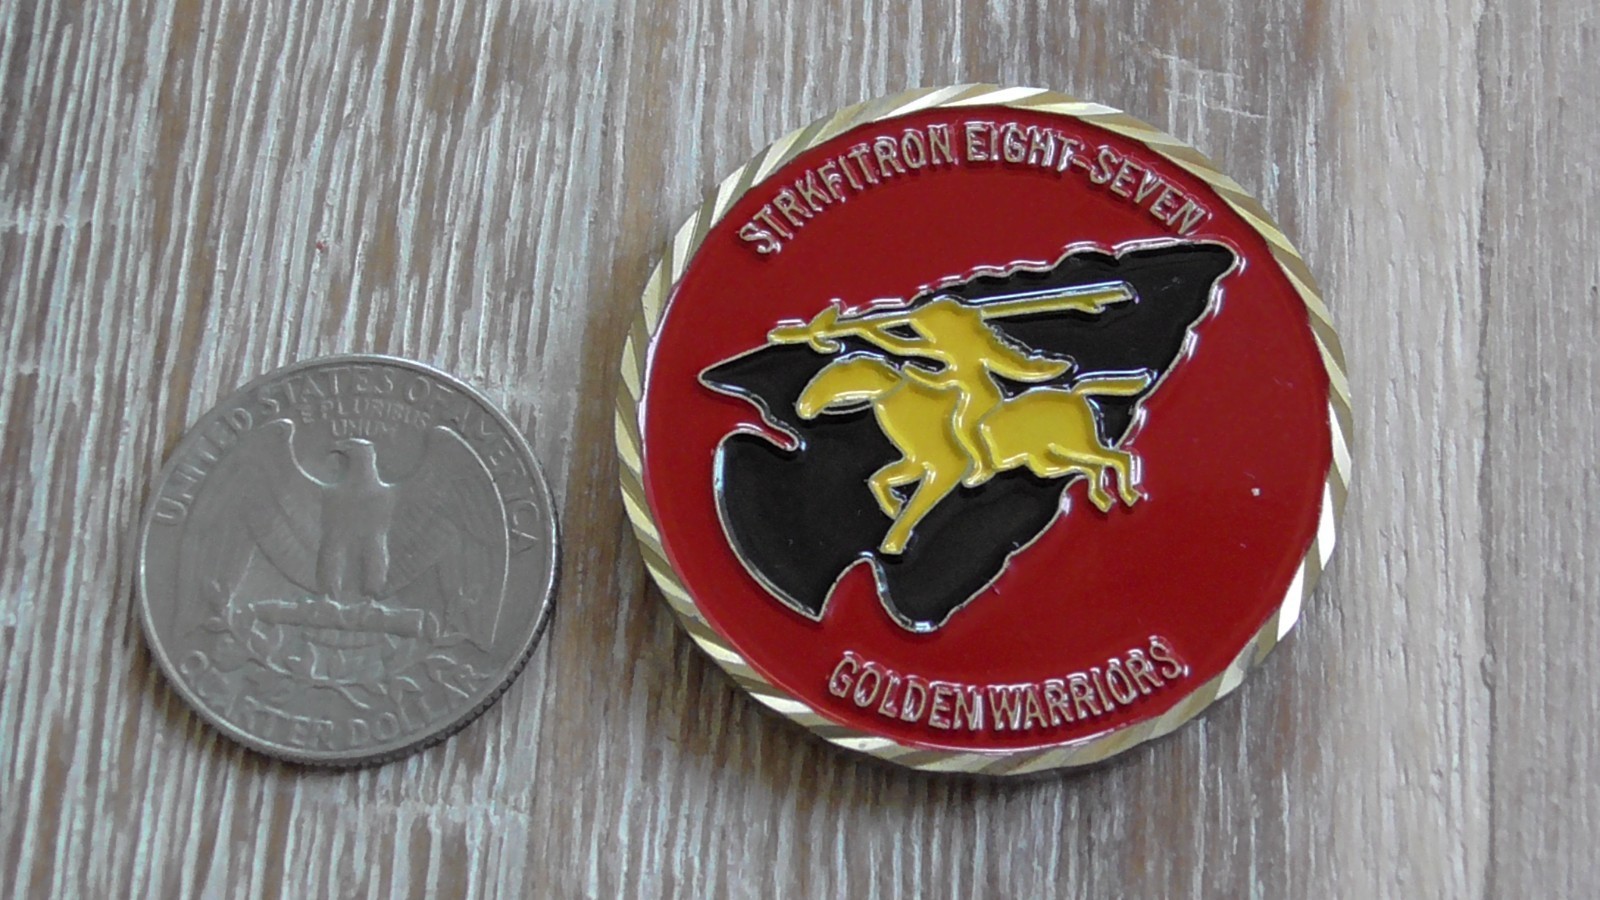 UNITED STATES OF AMERICA
E PLURIBUS
UNUM
QUARTER DOLLAR
STRKFITRON EIGHT-SEVEN
GOLDEN WARRIORS